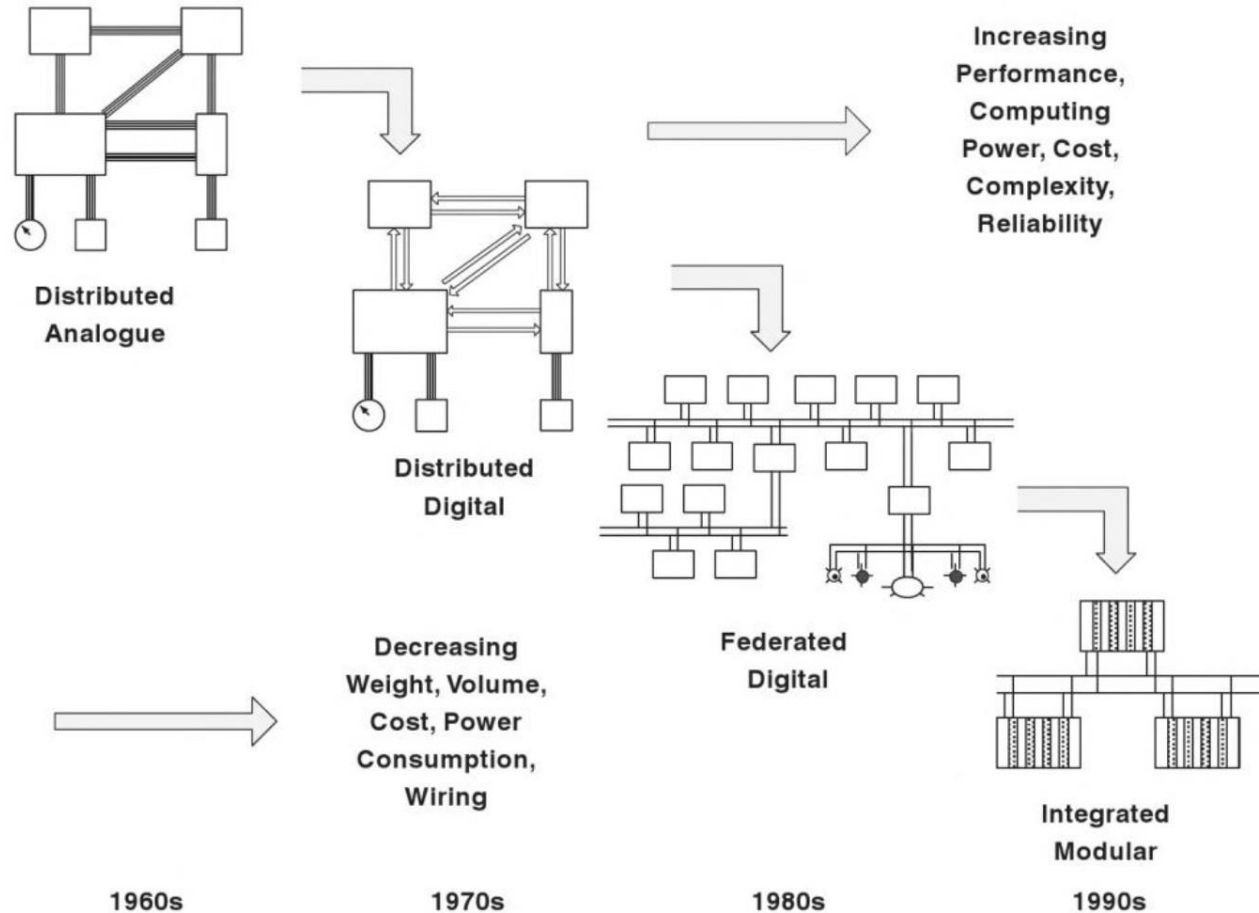 Increasing
Performance,
Computing
Power, Cost,
Complexity,
Reliability
Distributed
Analogue
Distributed
Digital
Federated
Digital
Decreasing
Weight, Volume,
Cost, Power
Consumption,
Wiring
Integrated
Modular
1960s
1970s
1980s
1990s